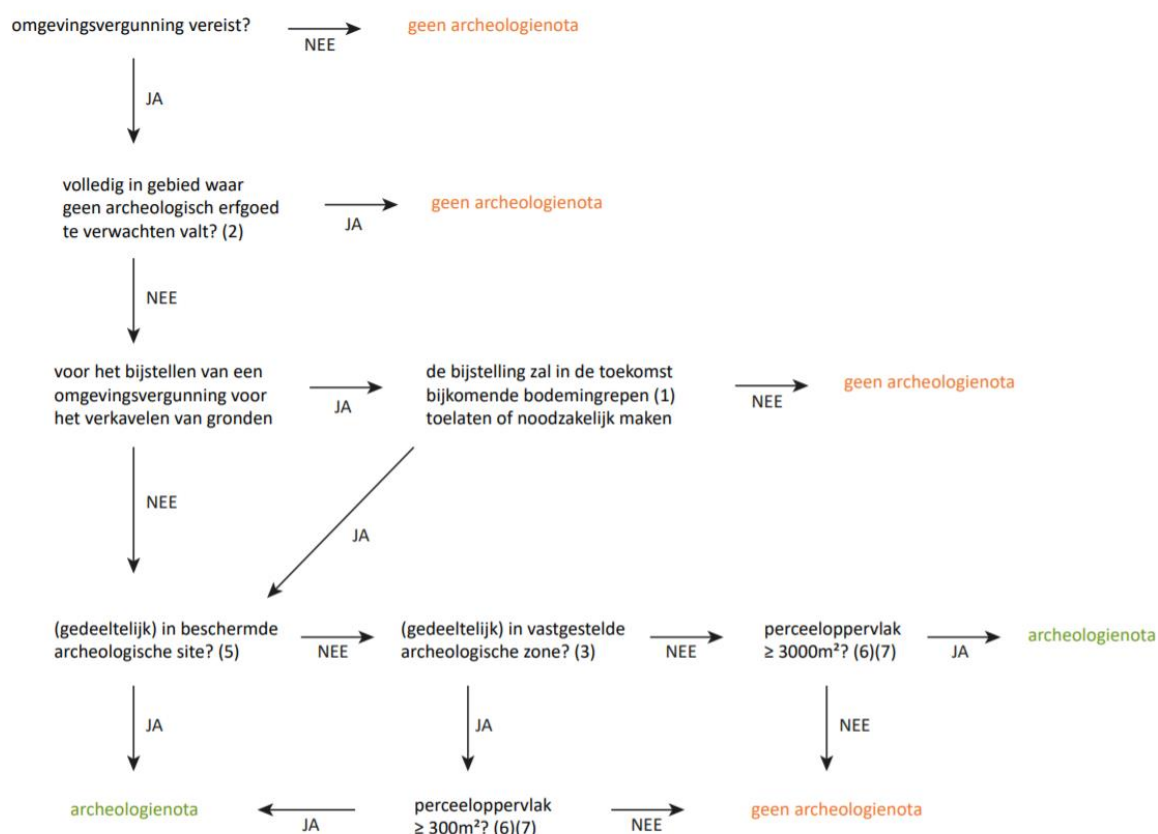 omgevingsvergunning vereist?
NEE
geen archeologienota
JA
volledig in gebied waar
geen archeologisch erfgoed
te verwachten valt? (2)
JA
geen archeologienota
NEE
voor het bijstellen van een
omgevingsvergunning voor
het verkavelen van gronden
JA
de bijstelling zal in de toekomst
bijkomende bodemingrepen (1)
toelaten of noodzakelijk maken
NEE
geen archeologienota
NEE
JA
(gedeeltelijk) in beschermde
archeologische site? (5)
NEE
(gedeeltelijk) in vastgestelde
archeologische zone? (3)
NEE
perceeloppervlak
≥ 3000m²? (6)(7)
JA
archeologienota
JA
JA
NEE
archeologienota
JA
perceeloppervlak
≥ 300m²? (6)(7)
NEE
geen archeologienota